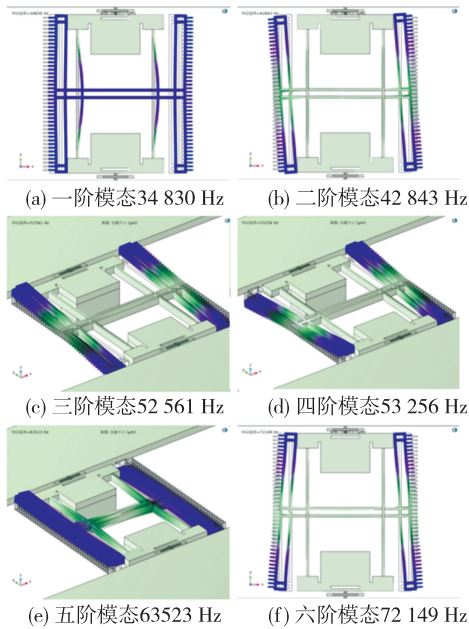 (a) 一阶模态34 830 Hz
(b) 二阶模态42 843 Hz
(c) 三阶模态52 561 Hz
(d) 四阶模态53 256 Hz
(e) 五阶模态63523 Hz
(f) 六阶模态72 149 Hz